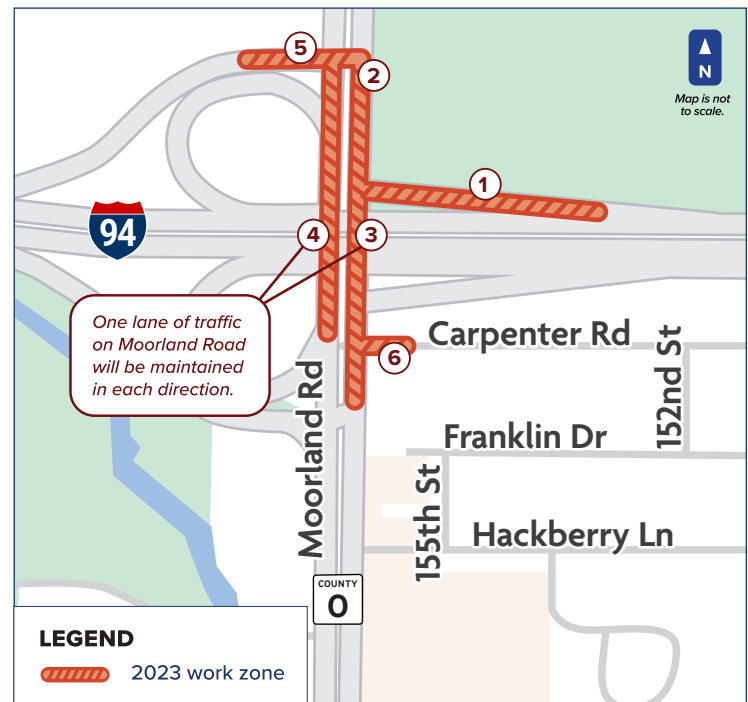 5
2
N
Map is not
to scale.
1
94
4
3
One lane of traffic
on Moorland Road
will be maintained
in each direction.
Carpenter Rd
6
152nd St
Moorland Rd
Franklin Dr
155th St
Hackberry Ln
COUNTY
O
LEGEND
2023 work zone